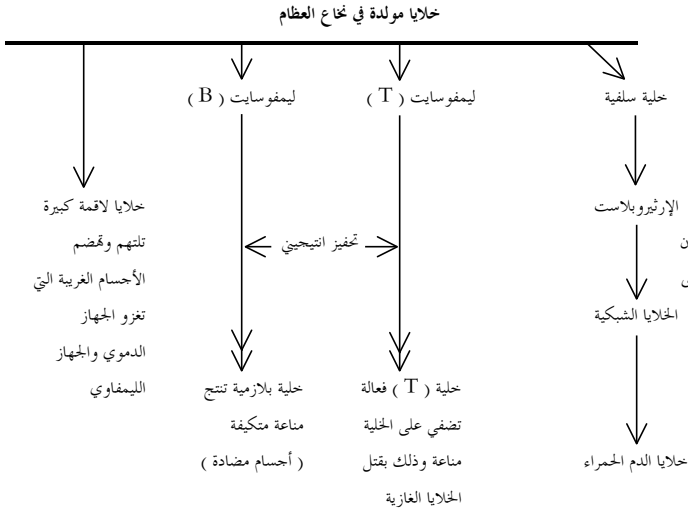 خلايا مولدة في نخاع العظام
خلية سلفية
ليمفوسايت ( T )
ليمفوسايت ( B )
الإرثيروبلاست
الخلايا الشبكية
خلايا الدم الحمراء
تحفيز انتيجيني
خلية ( T ) فعالة
تضفي على الخلية
مناعة وذلك بقتل
الخلايا الغازية
خلية بلازمية تنتج
مناعة متكيفة
( أجسام مضادة )
خلايا لاقمة كبيرة
تلتهم وتهضم
الأجسام الغريبة التي
تغزو الجهاز
الدموي والجهاز
الليمفاوي